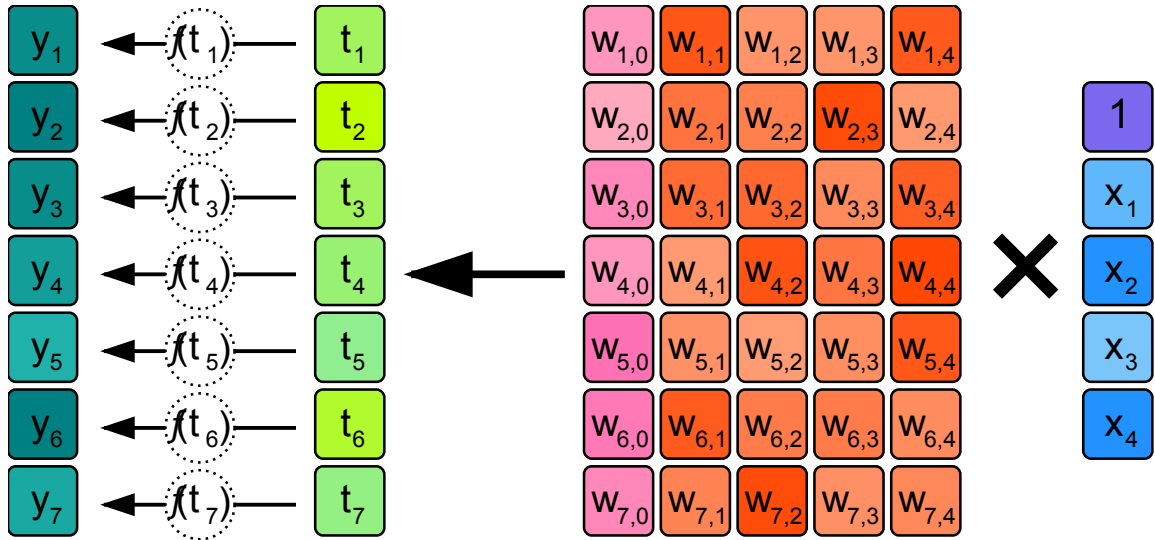 y1 f(t1) t1 w1,0 w1,1 w1,2 w1,3 w1,4
y2 f(t2) t2 w2,0 w2,1 w2,2 w2,3 w2,4 1
y3 f(t3) t3 w3,0 w3,1 w3,2 w3,3 w3,4 x1
y4 f(t4) t4 w4,0 w4,1 w4,2 w4,3 w4,4 × x2
y5 f(t5) t5 w5,0 w5,1 w5,2 w5,3 w5,4 x3
y6 f(t6) t6 w6,0 w6,1 w6,2 w6,3 w6,4 x4
y7 f(t7) t7 w7,0 w7,1 w7,2 w7,3 w7,4